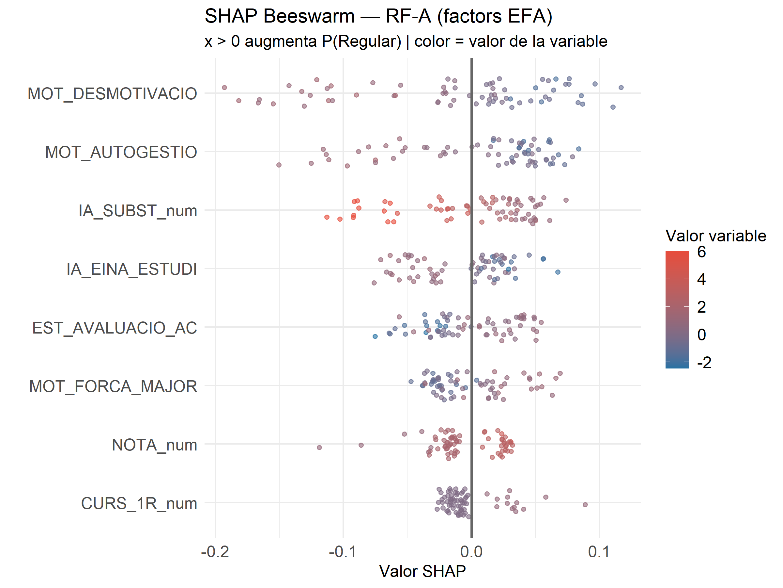 SHAP Beeswarm — RF-A (factors EFA)
x > 0 augmenta P(Regular) | color = valor de la variable
MOT_DESMOTIVACIO
MOT_AUTOGESTIO
IA_SUBST_num
IA_EINA_ESTUDI
EST_AVALUACIO_AC
MOT_FORCA_MAJOR
NOTA_num
CURS_1R_num
-0.2
-0.1
0.0
0.1
Valor SHAP
Valor variable
6
4
2
0
-2